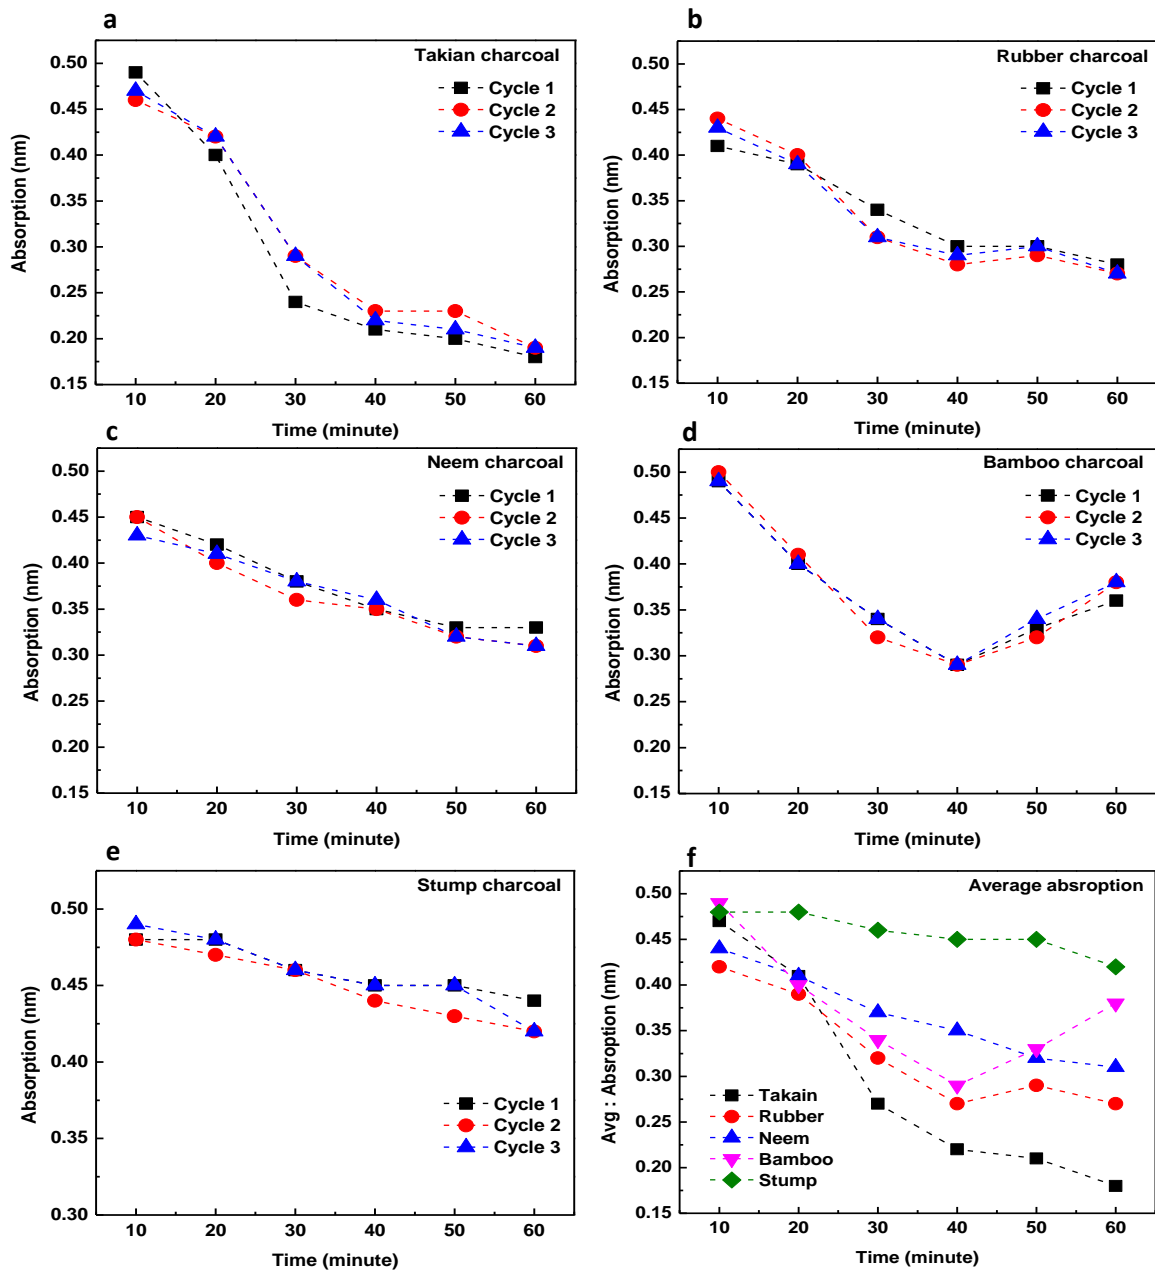 a
Takian charcoal
Cycle 1
Cycle 2
Cycle 3
Absorption (nm)
0.50
0.45
0.40
0.35
0.30
0.25
0.20
0.15
10 20 30 40 50 60
Time (minute)
b
Rubber charcoal
Cycle 1
Cycle 2
Cycle 3
Absorption (nm)
0.50
0.45
0.40
0.35
0.30
0.25
0.20
0.15
10 20 30 40 50 60
Time (minute)
c
Neem charcoal
Cycle 1
Cycle 2
Cycle 3
Absorption (nm)
0.50
0.45
0.40
0.35
0.30
0.25
0.20
0.15
10 20 30 40 50 60
Time (minute)
d
Bamboo charcoal
Cycle 1
Cycle 2
Cycle 3
Absorption (nm)
0.50
0.45
0.40
0.35
0.30
0.25
0.20
0.15
10 20 30 40 50 60
Time (minute)
e
Stump charcoal
Absorption (nm)
0.50
0.45
0.40
0.35
0.30
Cycle 1
Cycle 2
Cycle 3
10 20 30 40 50 60
Time (minute)
f
Average absroption
Avg : Absroption (nm)
0.50
0.45
0.40
0.35
0.30
0.25
0.20
0.15
Takain
Rubber
Neem
Bamboo
Stump
10 20 30 40 50 60
Time (minute)